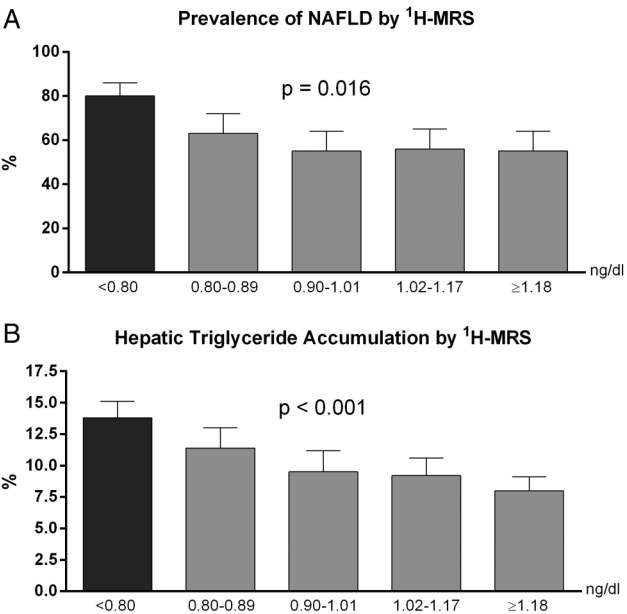 A
Prevalence of NAFLD by ¹H-MRS
p = 0.016
%
100
80
60
40
20
0
<0.80 0.80-0.89 0.90-1.01 1.02-1.17 ≥1.18 ng/dl
B
Hepatic Triglyceride Accumulation by ¹H-MRS
p < 0.001
%
17.5
15.0
12.5
10.0
7.5
5.0
2.5
0.0
<0.80 0.80-0.89 0.90-1.01 1.02-1.17 ≥1.18 ng/dl